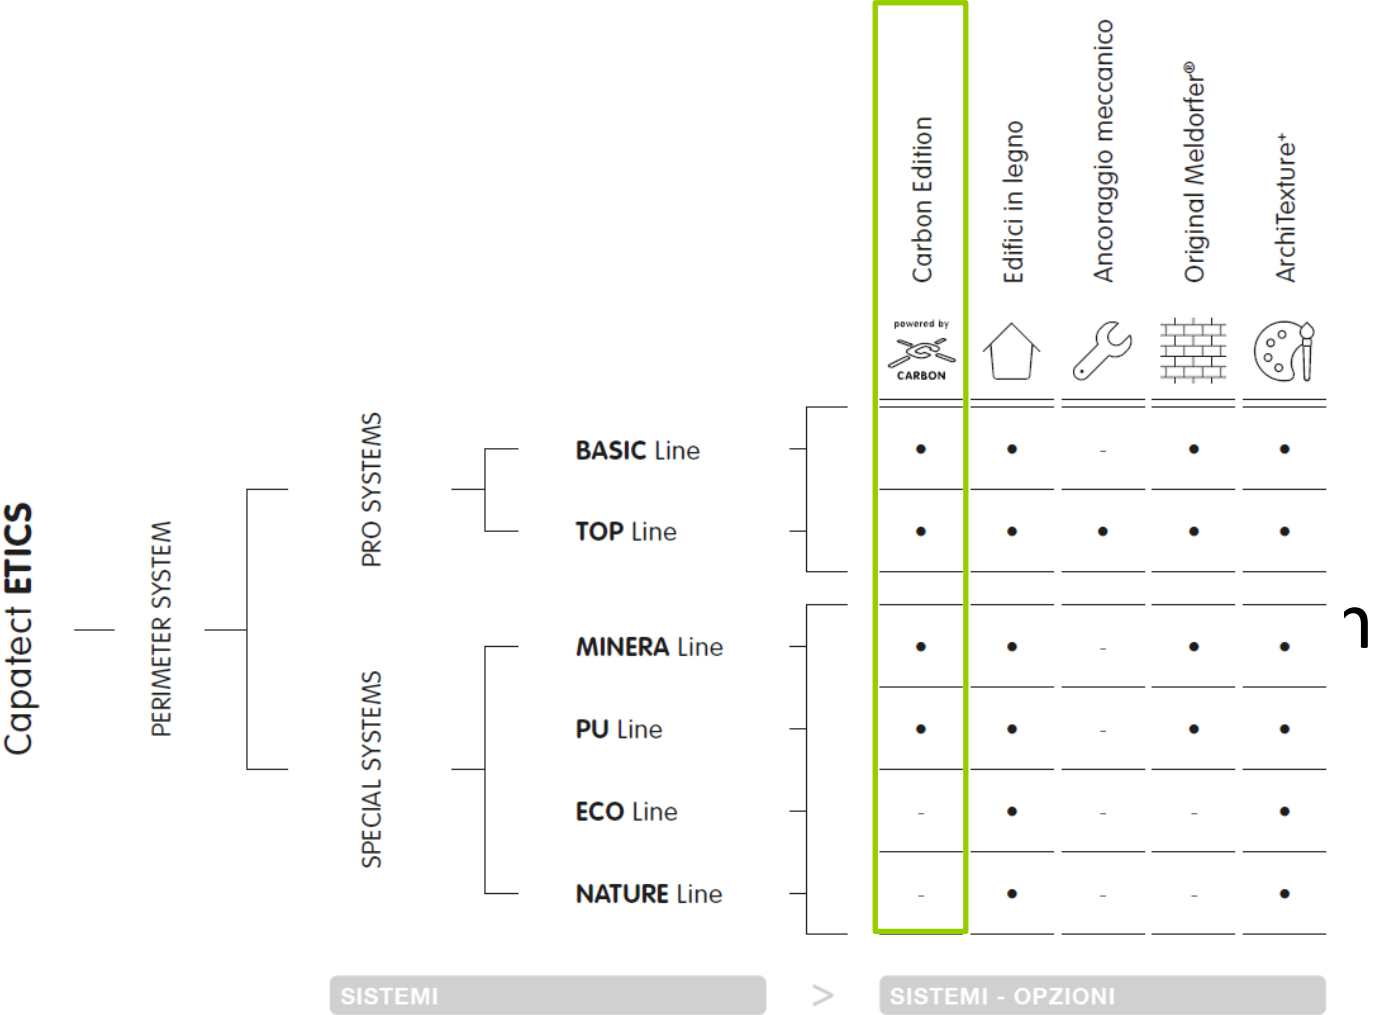 Carbon Edition
Edifici in legno
Ancoraggio meccanico
Original Meldorfer®
ArchiTexture⁺
powered by
CARBON
Capatect ETICS
PERIMETER SYSTEM
PRO SYSTEMS
BASIC Line • • - • •
TOP Line • • • • •
SPECIAL SYSTEMS
MINERA Line • • - • •
PU Line • • - • •
ECO Line - • - - •
NATURE Line - • - - •
SISTEMI > SISTEMI - OPZIONI